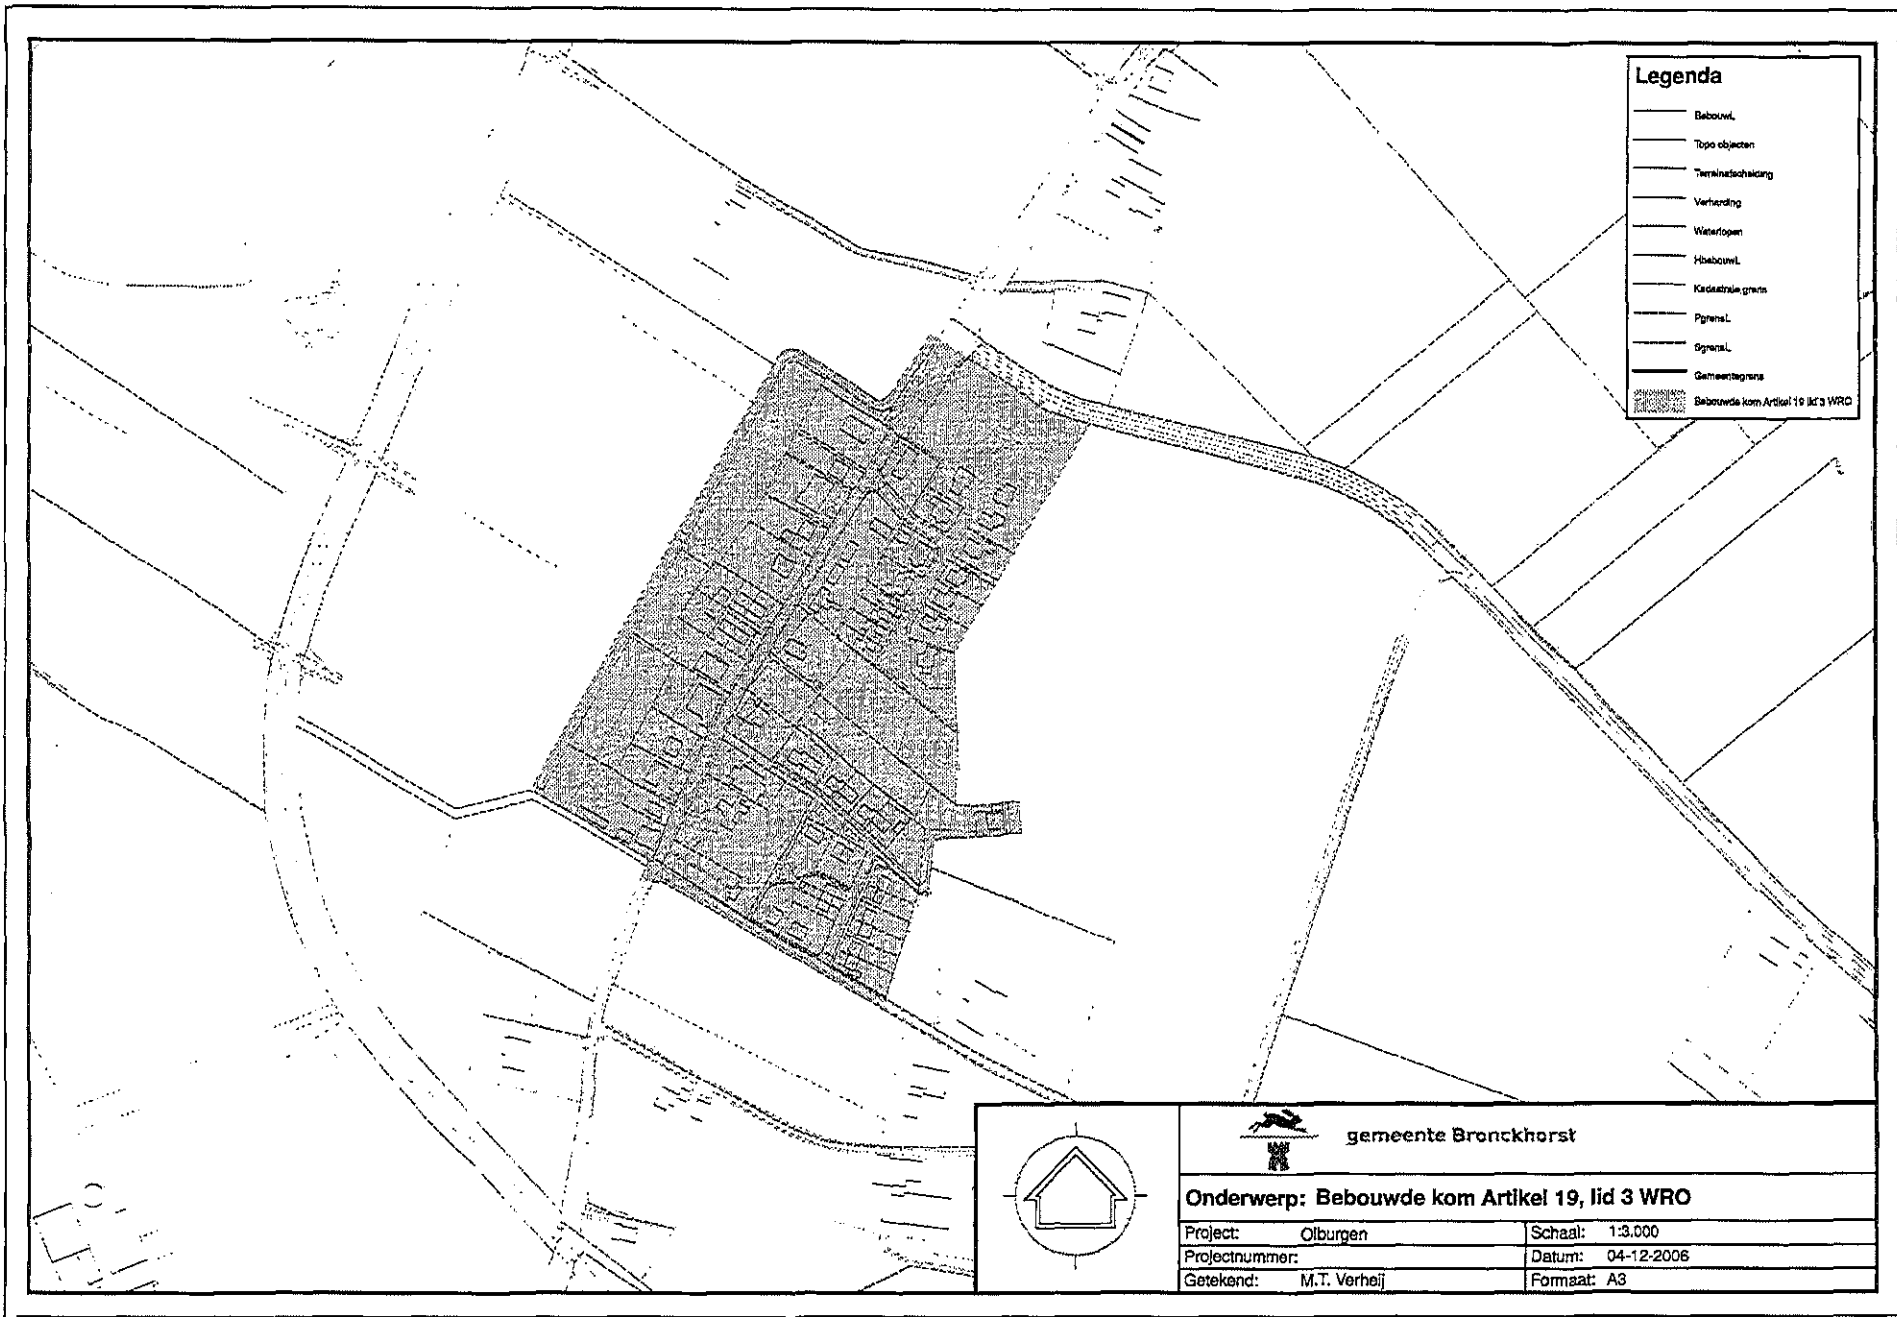 Legenda
Bebouwl.
Topo objecten
Terreinafscheiding
Verharding
Waterlopen
Hbebouwl.
Kadastrale grens
PgrensL
SgrensL
Gemeentegrens
Bebouwde kom Artikel 19 lid 3 WRO
gemeente Bronckhorst
Onderwerp: Bebouwde kom Artikel 19, lid 3 WRO
Project: Olburgen
Schaal: 1:3.000
Projectnummer:
Datum: 04-12-2006
Getekend: M.T. Verheij
Formaat: A3